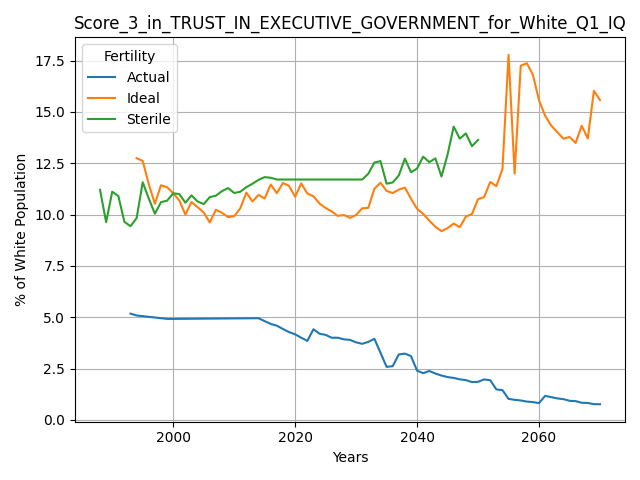 Score_3_in_TRUST_IN_EXECUTIVE_GOVERNMENT_for_White_Q1_IQ
Fertility
Actual
Ideal
Sterile
% of White Population
17.5
15.0
12.5
10.0
7.5
5.0
2.5
0.0
2000 2020 2040 2060
Years